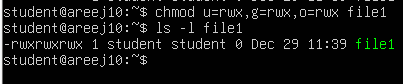 student@areej10:~$ chmod u=rwx,g=rwx,o=rwx file1
student@areej10:~$ ls -l file1
-rwxrwxrwx 1 student student 0 Dec 29 11:39 file1
student@areej10:~$